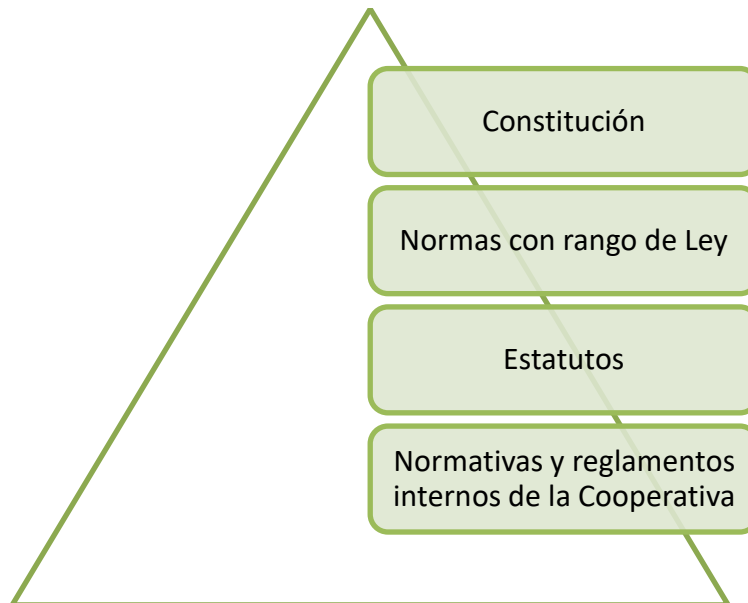 Constitución
Normas con rango de Ley
Estatutos
Normativas y reglamentos
internos de la Cooperativa